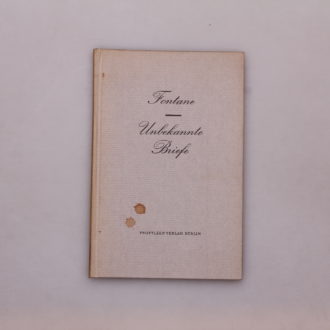 Fontane
Unbekannte
Briefe
PROPYLÄEN VERLAG BERLIN